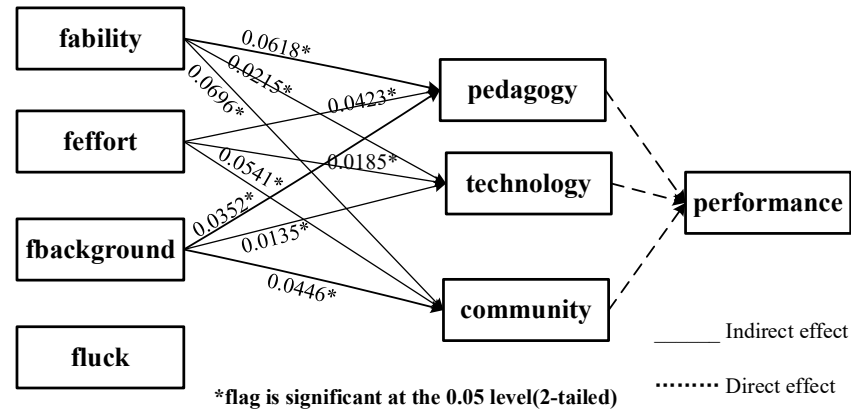 fability
feffort
fbackground
fluck
0.0618*
0.0215*
0.0696*
0.0423*
0.0185*
0.0541*
0.0352*
0.0135*
0.0446*
pedagogy
technology
community
performance
Indirect effect
Direct effect
*flag is significant at the 0.05 level(2-tailed)